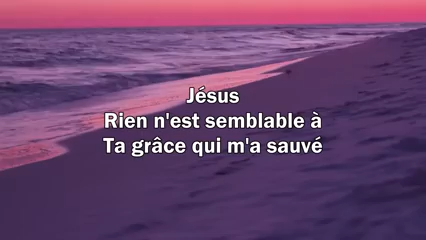 Jésus
Rien n'est semblable à
Ta grâce qui m'a sauvé